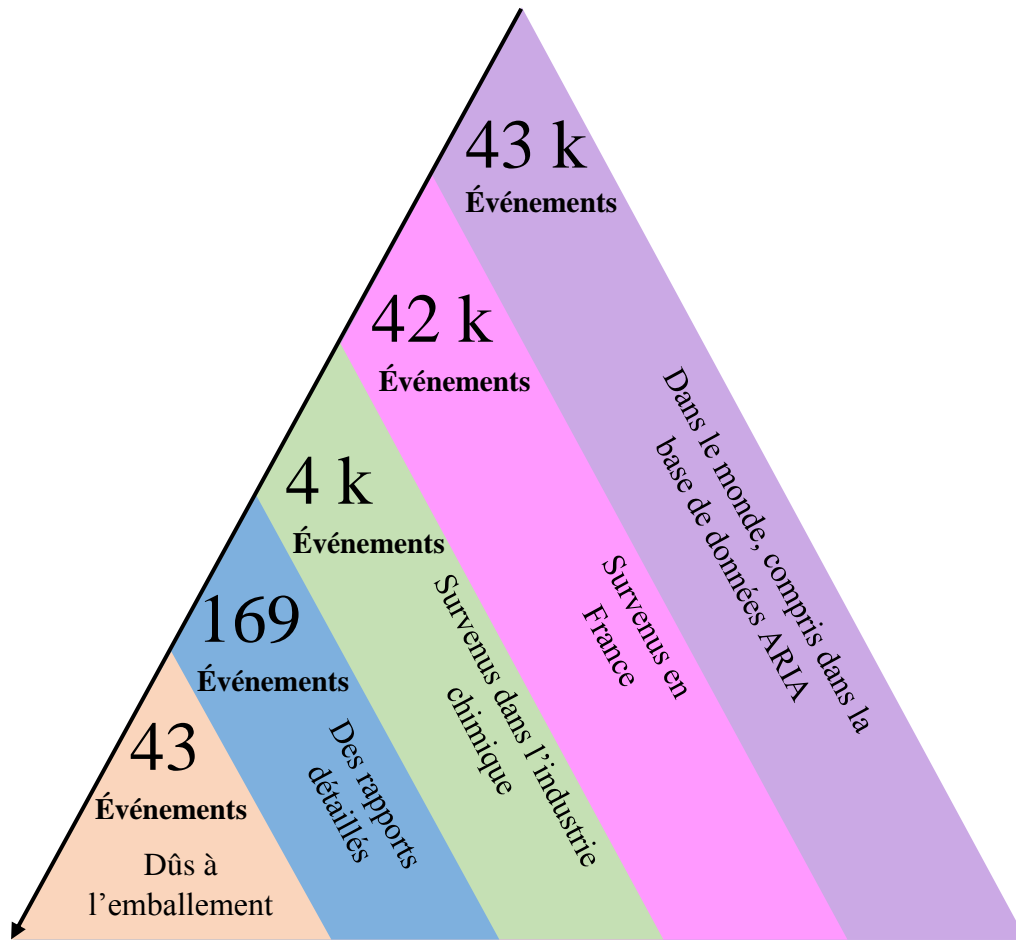 43 k
Événements
Dans le monde, compris dans la
base de données ARIA
42 k
Événements
Survenus en
France
4 k
Événements
Survenus dans l’industrie
chimique
169
Événements
Des rapports
détaillés
43
Événements
Dûs à
l’emballement